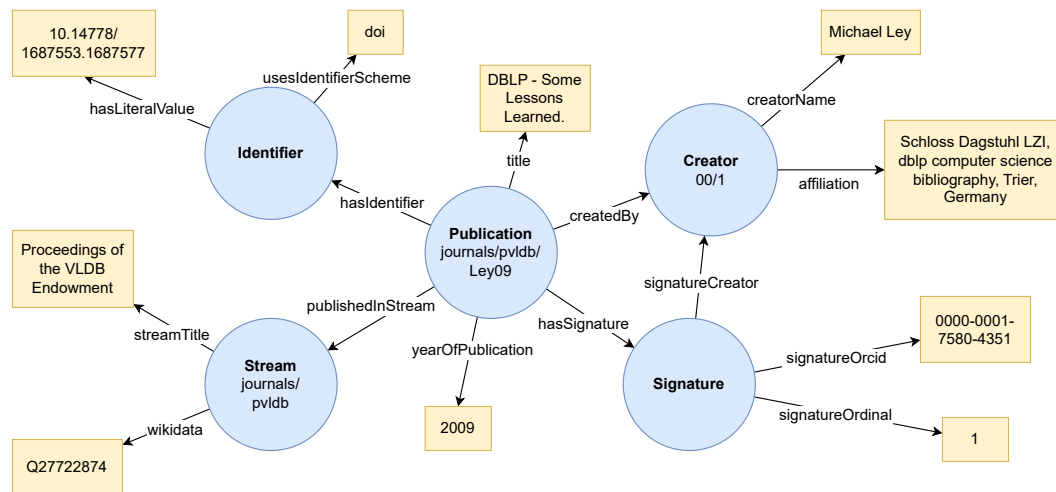 10.14778/
1687553.1687577
doi
usesIdentifierScheme
hasLiteralValue
Identifier
hasIdentifier
DBLP - Some
Lessons
Learned.
title
Michael Ley
creatorName
Creator
00/1
affiliation
Schloss Dagstuhl LZI,
dblp computer science
bibliography, Trier,
Germany
createdBy
Publication
journals/pvldb/
Ley09
Proceedings of
the VLDB
Endowment
streamTitle
publishedInStream
Stream
journals/
pvldb
wikidata
Q27722874
yearOfPublication
2009
hasSignature
signatureCreator
Signature
signatureOrcid
0000-0001-
7580-4351
signatureOrdinal
1